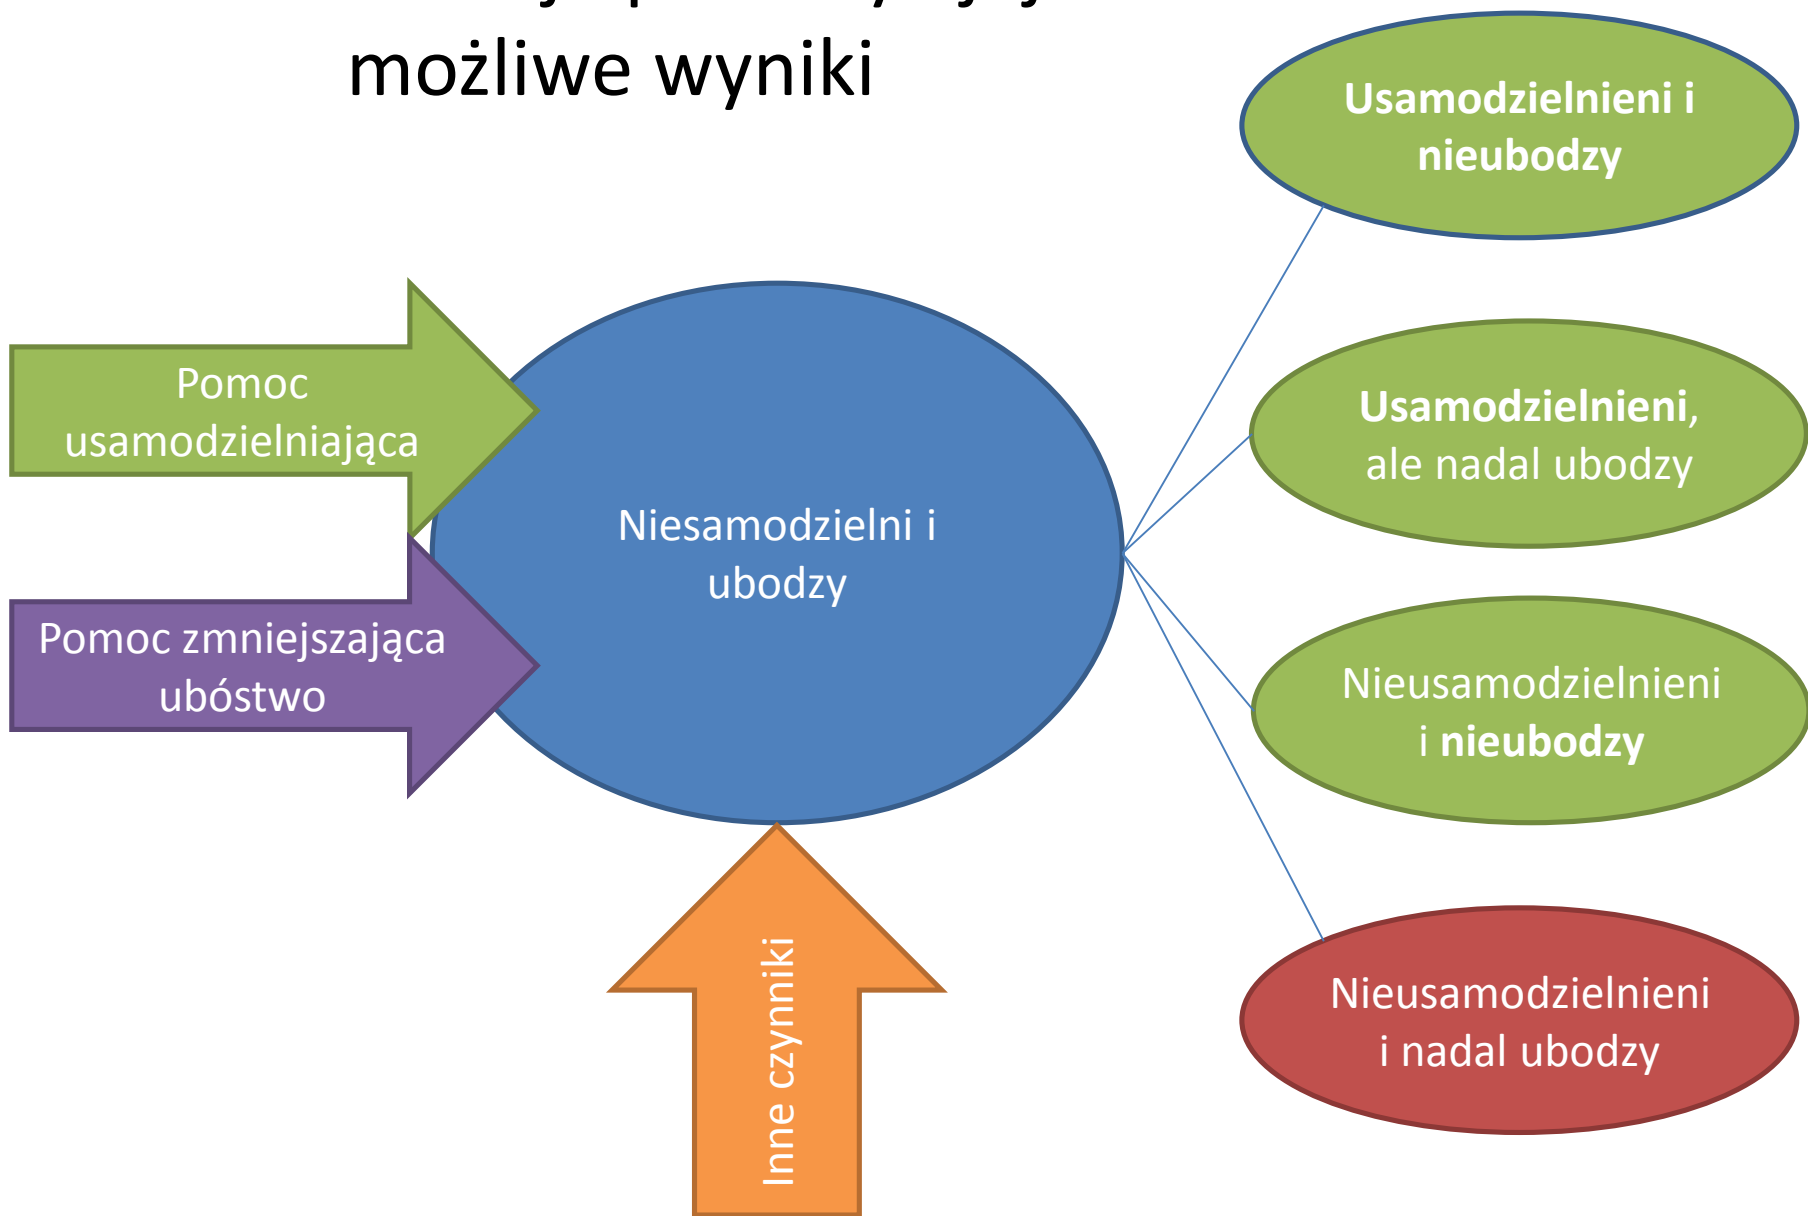 możliwe wyniki
Usamodzielnieni i
nieubodzy
Pomoc
usamodzielniająca
Usamodzielnieni,
ale nadal ubodzy
Niesamodzielni i
ubodzy
Pomoc zmniejszająca
ubóstwo
Nieusamodzielnieni
i nieubodzy
Inne czynniki
Nieusamodzielnieni
i nadal ubodzy